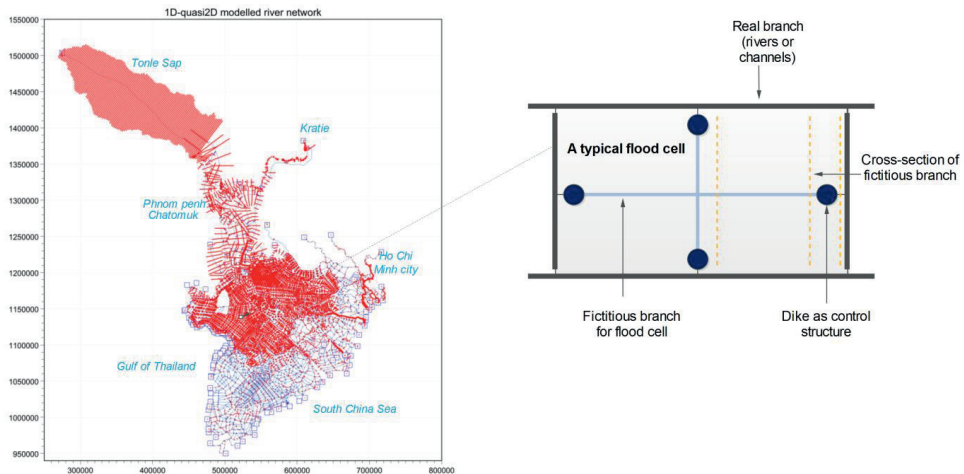 1D-quasi2D modelled river network
1550000
1500000
1450000
1400000
1350000
1300000
1250000
1200000
1150000
1100000
1050000
1000000
950000
300000
400000
500000
600000
700000
800000
Tonle Sap
Kratie
Phnom penh
Chatomuk
Ho Chi
Minh city
Gulf of Thailand
South China Sea
Real branch
(rivers or
channels)
A typical flood cell
Cross-section of
fictitious branch
Fictitious branch
for flood cell
Dike as control
structure